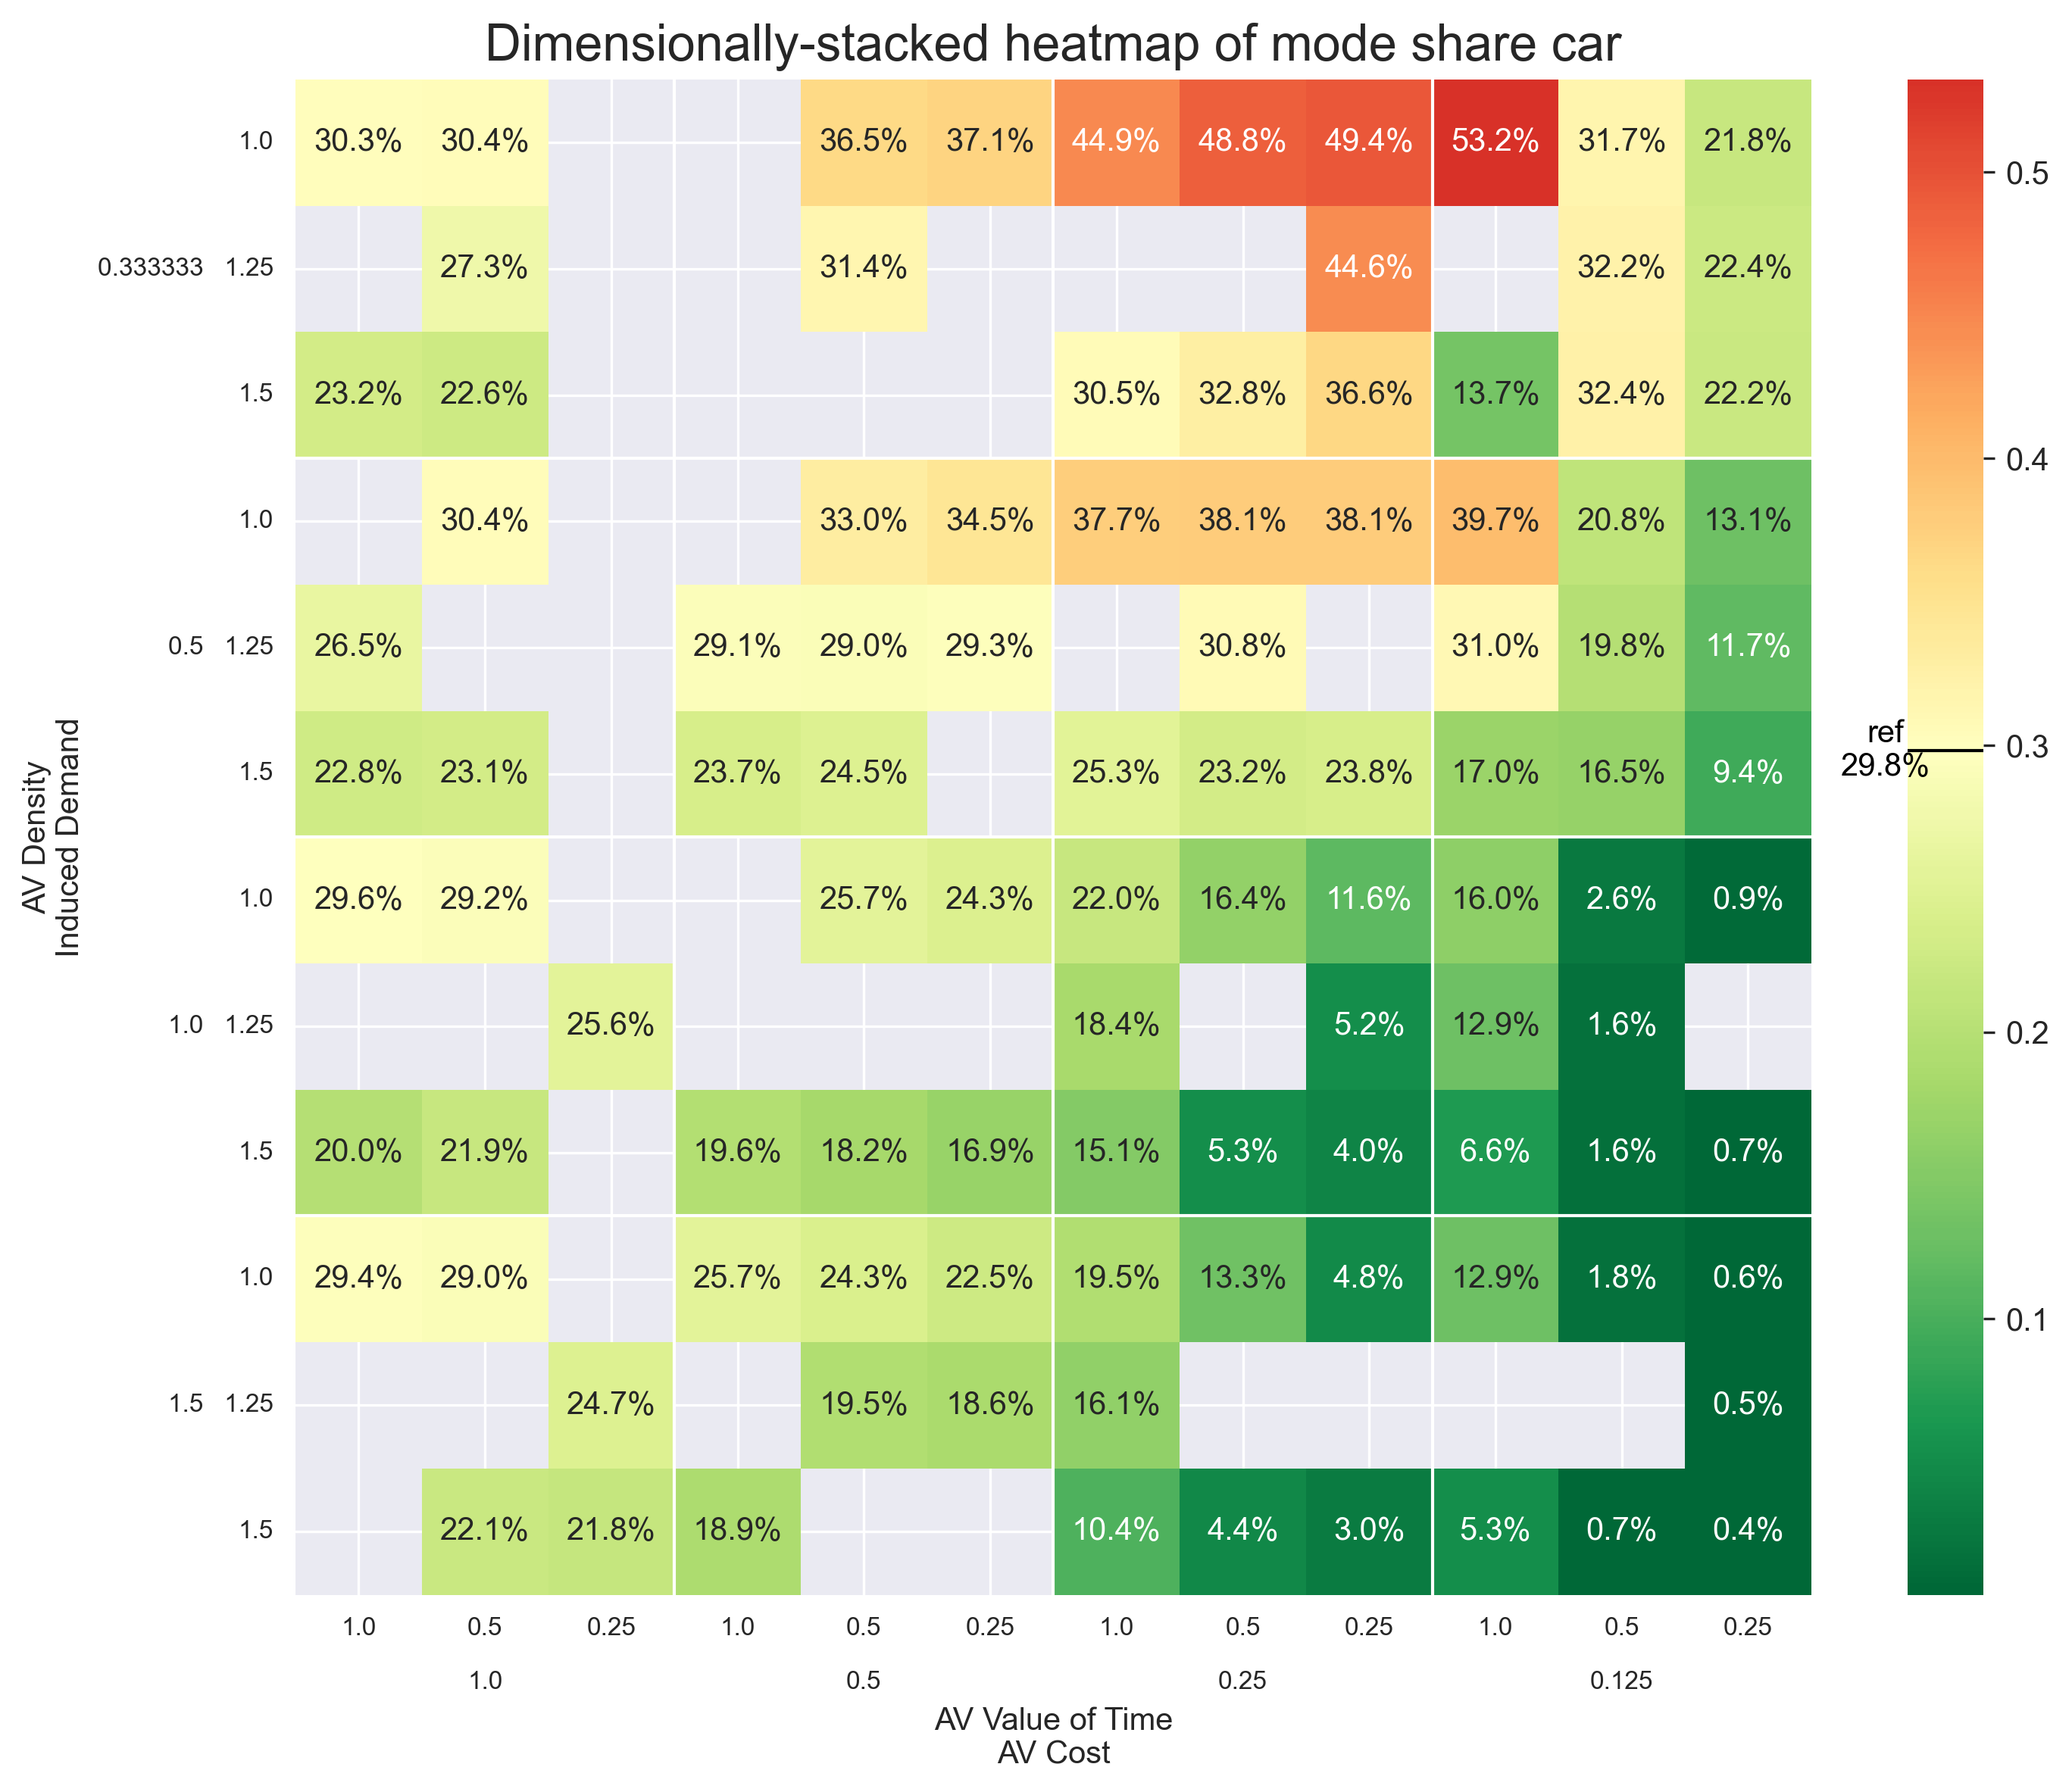 Dimensionally-stacked heatmap of mode share car
1.0 30.3% 30.4% 36.5% 37.1% 44.9% 48.8% 49.4% 53.2% 31.7% 21.8%
0.333333 1.25 27.3% 31.4% 44.6% 32.2% 22.4%
1.5 23.2% 22.6% 30.5% 32.8% 36.6% 13.7% 32.4% 22.2%
1.0 30.4% 33.0% 34.5% 37.7% 38.1% 38.1% 39.7% 20.8% 13.1%
0.5 1.25 26.5% 29.1% 29.0% 29.3% 30.8% 31.0% 19.8% 11.7%
1.5 22.8% 23.1% 23.7% 24.5% 25.3% 23.2% 23.8% 17.0% 16.5% 9.4%
1.0 29.6% 29.2% 25.7% 24.3% 22.0% 16.4% 11.6% 16.0% 2.6% 0.9%
1.0 1.25 25.6% 18.4% 5.2% 12.9% 1.6%
1.5 20.0% 21.9% 19.6% 18.2% 16.9% 15.1% 5.3% 4.0% 6.6% 1.6% 0.7%
1.0 29.4% 29.0% 25.7% 24.3% 22.5% 19.5% 13.3% 4.8% 12.9% 1.8% 0.6%
1.5 1.25 24.7% 19.5% 18.6% 16.1% 0.5%
1.5 22.1% 21.8% 18.9% 10.4% 4.4% 3.0% 5.3% 0.7% 0.4%
1.0 0.5 0.25 1.0 0.5 0.25 1.0 0.5 0.25 1.0 0.5 0.25
1.0 0.5 0.25 0.125
AV Value of Time
AV Cost
AV Density
Induced Demand
ref
29.8%
0.5
0.4
0.3
0.2
0.1